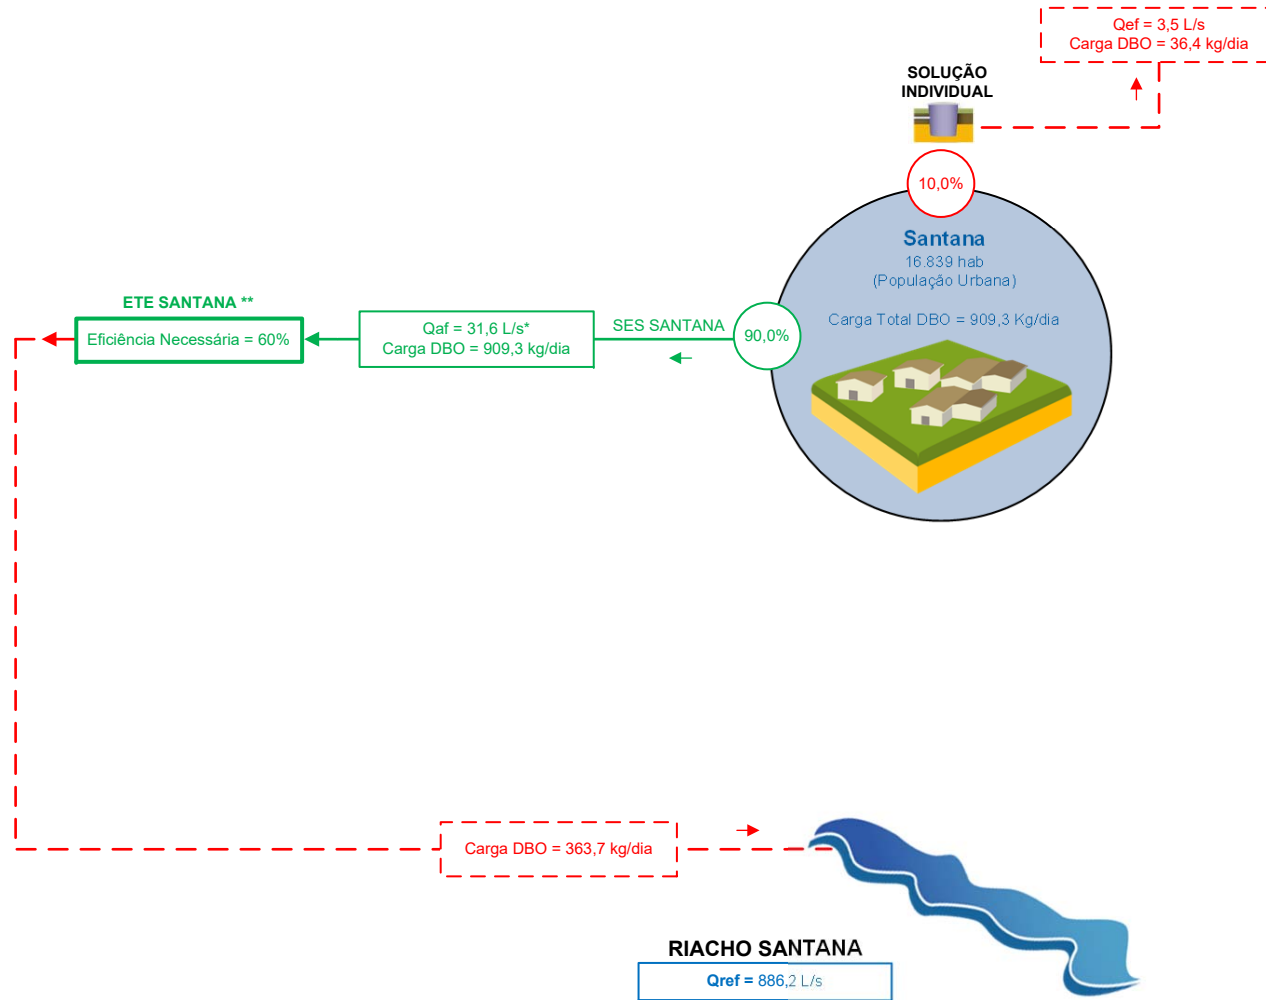 Qef = 3,5 L/s
Carga DBO = 36,4 kg/dia
SOLUÇÃO
INDIVIDUAL
10,0%
Santana
16.839 hab
(População Urbana)
Carga Total DBO = 909,3 Kg/dia
ETE SANTANA **
Eficiência Necessária = 60%
Qaf = 31,6 L/s*
Carga DBO = 909,3 kg/dia
SES SANTANA
90,0%
Carga DBO = 363,7 kg/dia
RIACHO SANTANA
Qref = 886,2 L/s